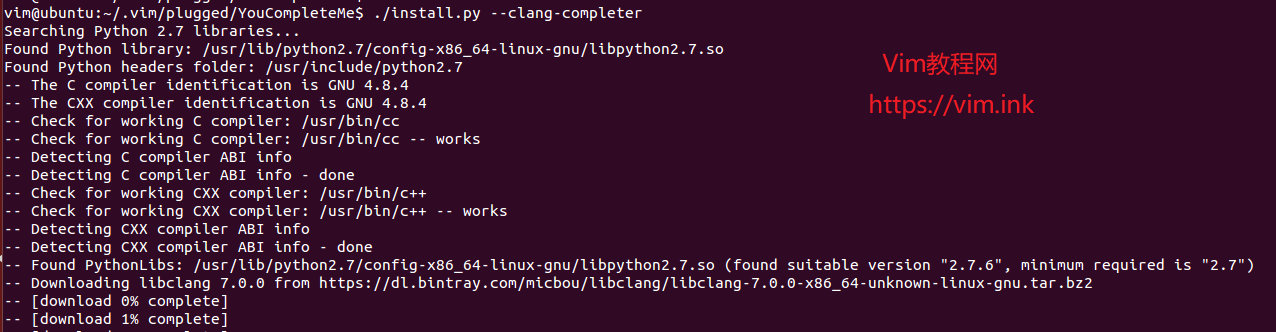 vim@ubuntu:~/.vim/plugged/YouCompleteMe$ ./install.py --clang-completer
Searching Python 2.7 libraries...
Found Python library: /usr/lib/python2.7/config-x86_64-linux-gnu/libpython2.7.so
Found Python headers folder: /usr/include/python2.7
-- The C compiler identification is GNU 4.8.4
-- The CXX compiler identification is GNU 4.8.4
-- Check for working C compiler: /usr/bin/cc
-- Check for working C compiler: /usr/bin/cc -- works
-- Detecting C compiler ABI info
-- Detecting C compiler ABI info - done
-- Check for working CXX compiler: /usr/bin/c++
-- Check for working CXX compiler: /usr/bin/c++ -- works
-- Detecting CXX compiler ABI info
-- Detecting CXX compiler ABI info - done
-- Found PythonLibs: /usr/lib/python2.7/config-x86_64-linux-gnu/libpython2.7.so (found suitable version "2.7.6", minimum required is "2.7")
-- Downloading libclang 7.0.0 from https://dl.bintray.com/micbou/libclang/libclang-7.0.0-x86_64-unknown-linux-gnu.tar.bz2
-- [download 0% complete]
-- [download 1% complete]
Vim教程网
https://vim.ink